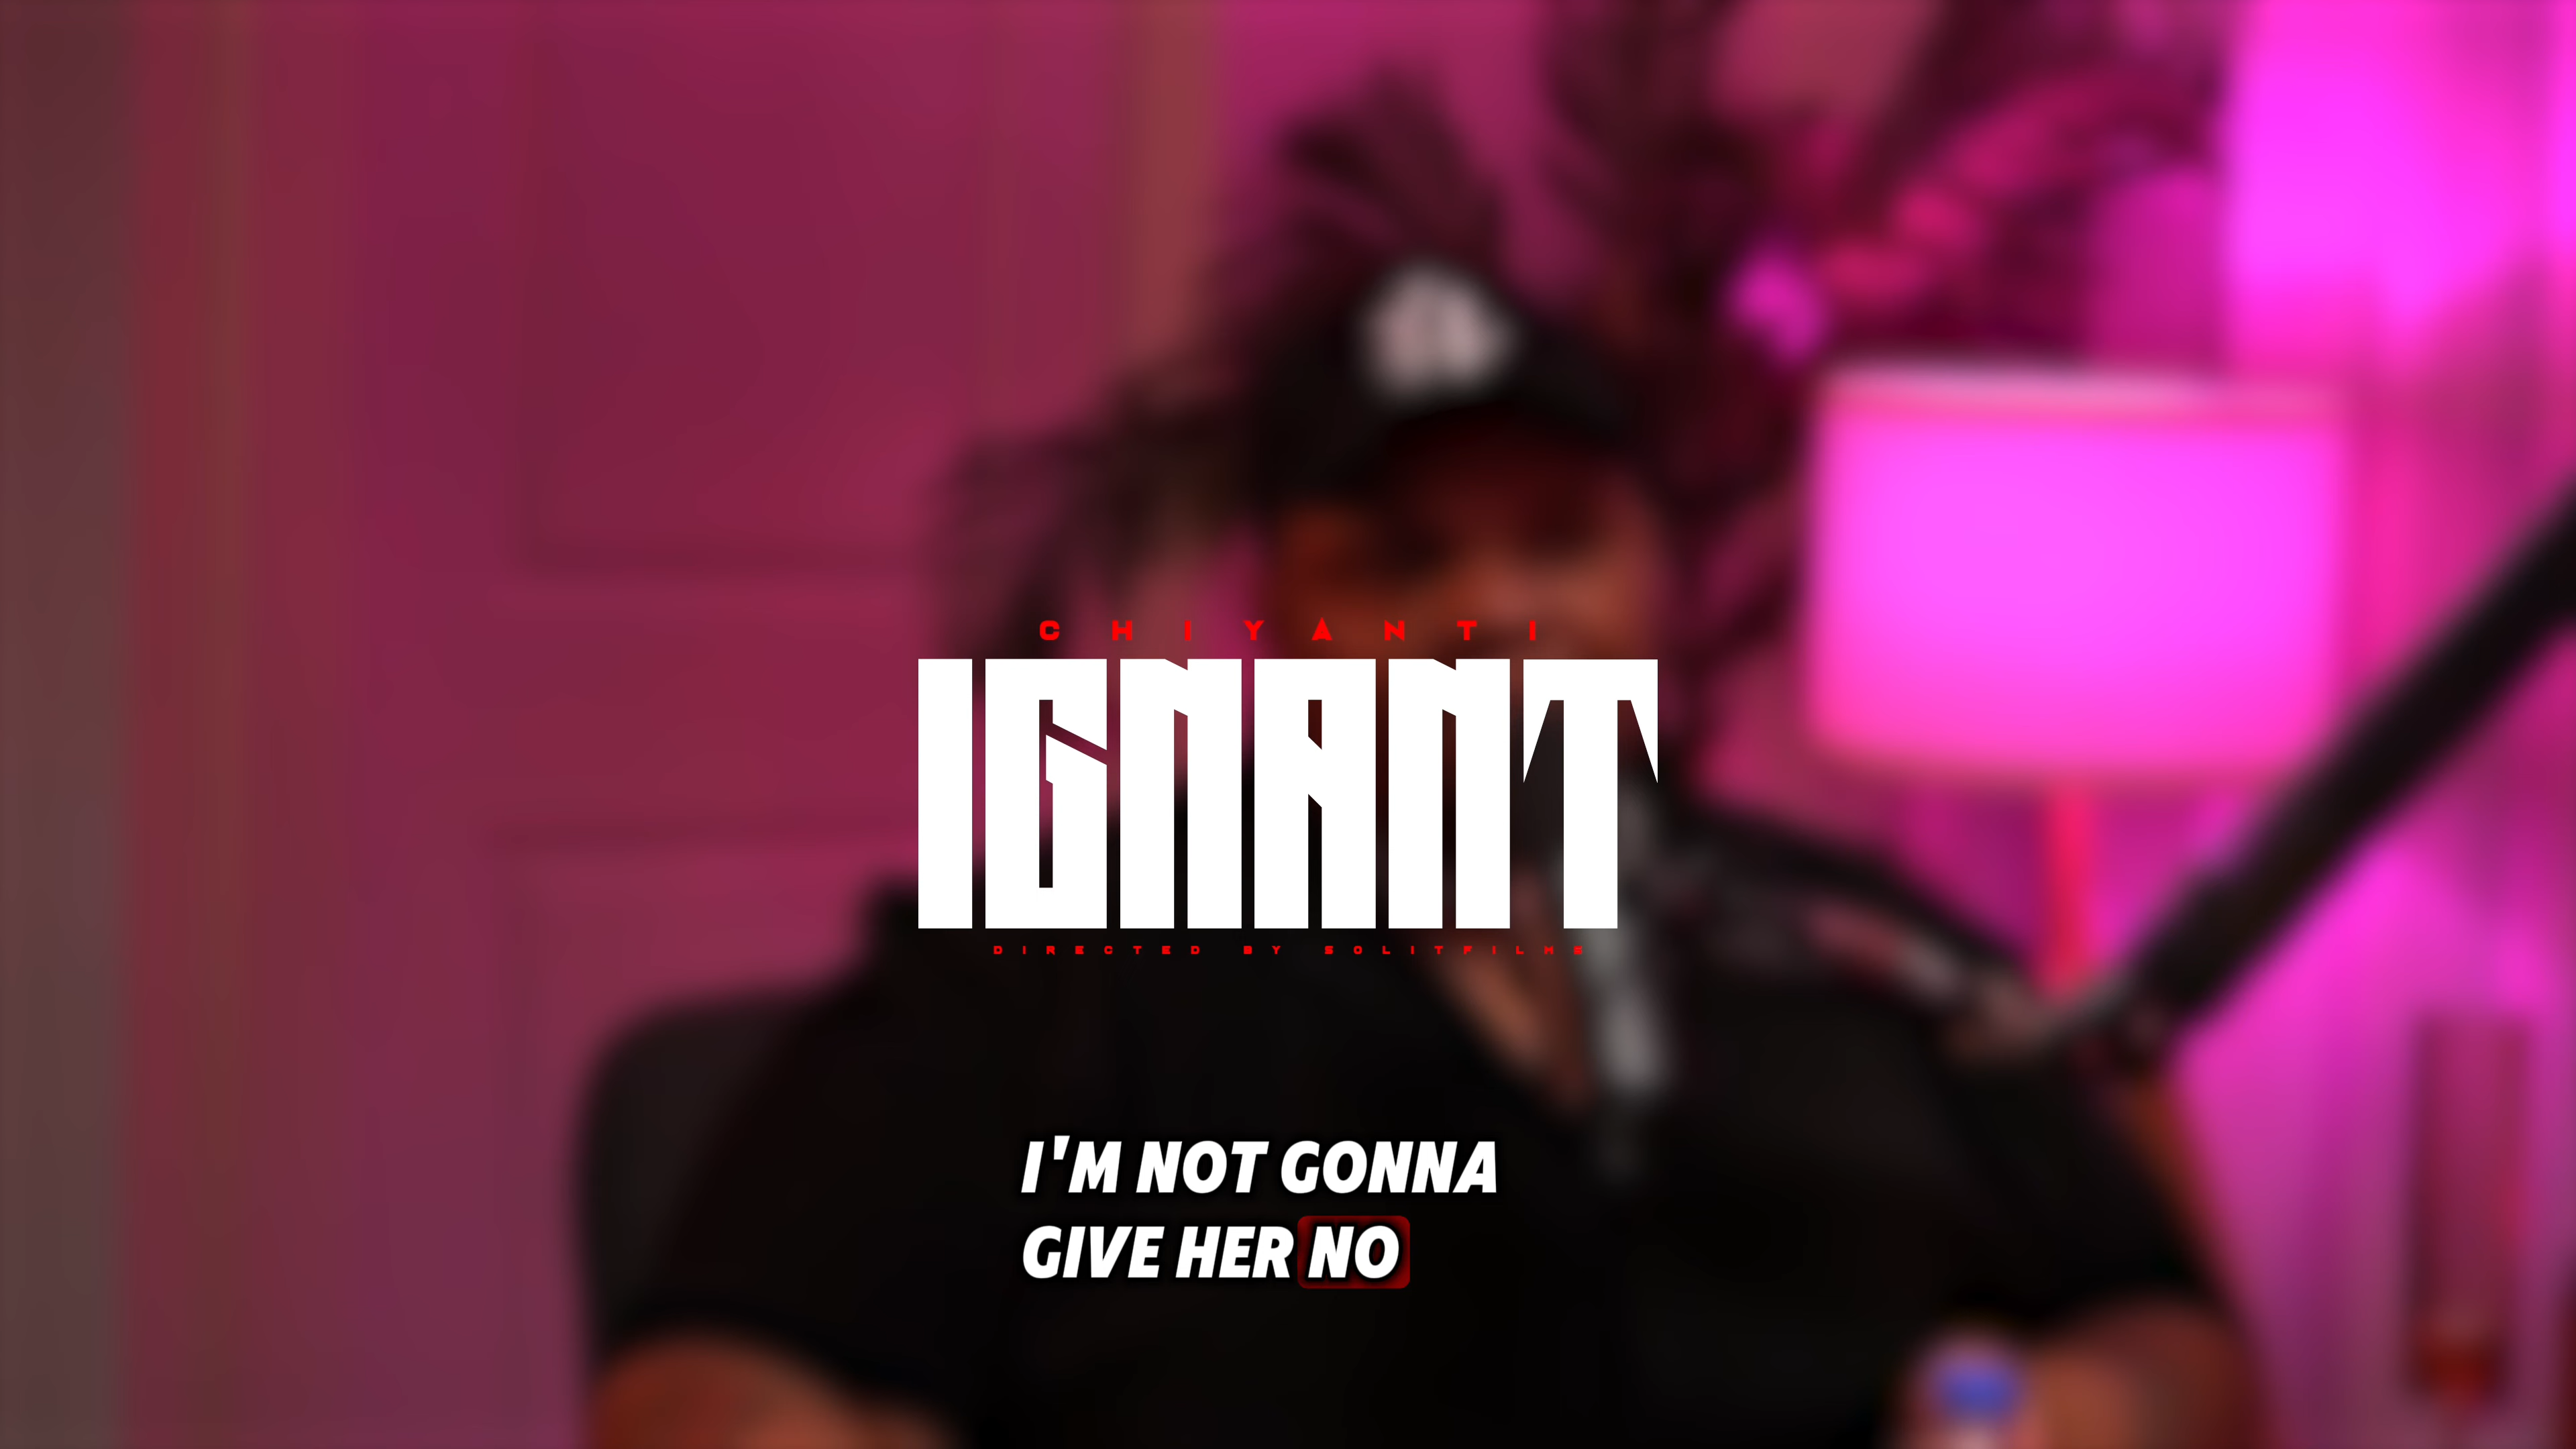 CHIYANTI
IGNANT
DIRECTED BY SOLITFILMS
I'M NOT GONNA
GIVE HER NO